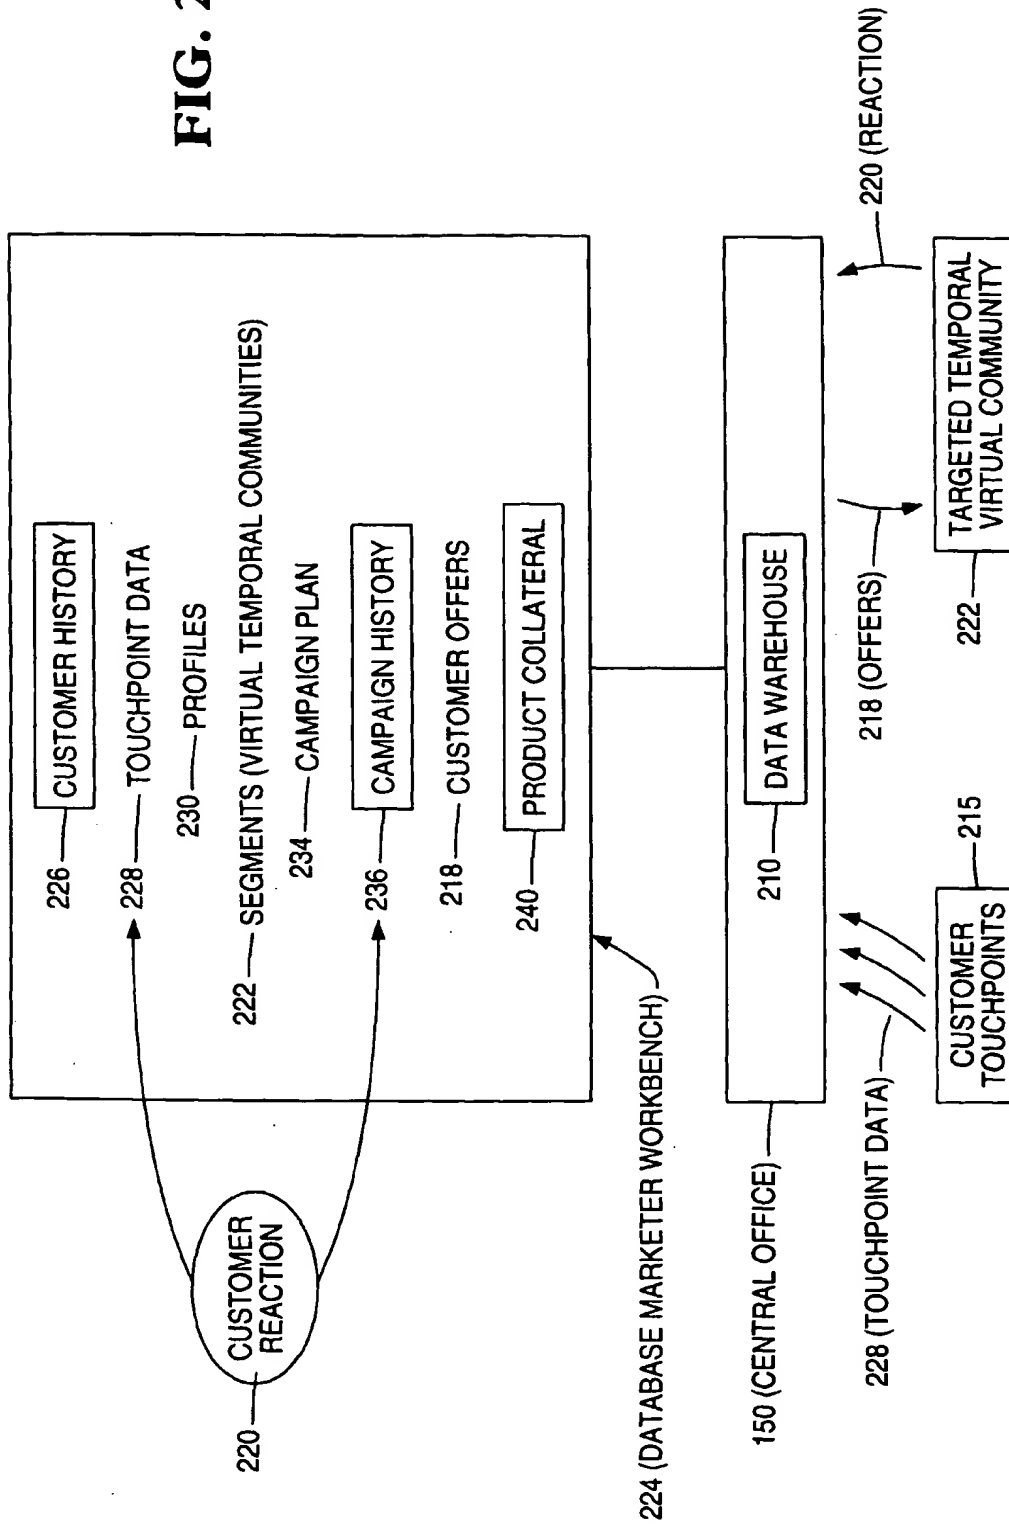 FIG. 2
226
CUSTOMER HISTORY
228
TOUCHPOINT DATA
230
PROFILES
222
SEGMENTS (VIRTUAL TEMPORAL COMMUNITIES)
234
CAMPAIGN PLAN
236
CAMPAIGN HISTORY
218
CUSTOMER OFFERS
240
PRODUCT COLLATERAL
CUSTOMER
REACTION
220
224 (DATABASE MARKETER WORKBENCH)
150 (CENTRAL OFFICE)
210
DATA WAREHOUSE
228 (TOUCHPOINT DATA)
218 (OFFERS)
220 (REACTION)
CUSTOMER
TOUCHPOINTS
215
222
TARGETED TEMPORAL
VIRTUAL COMMUNITY